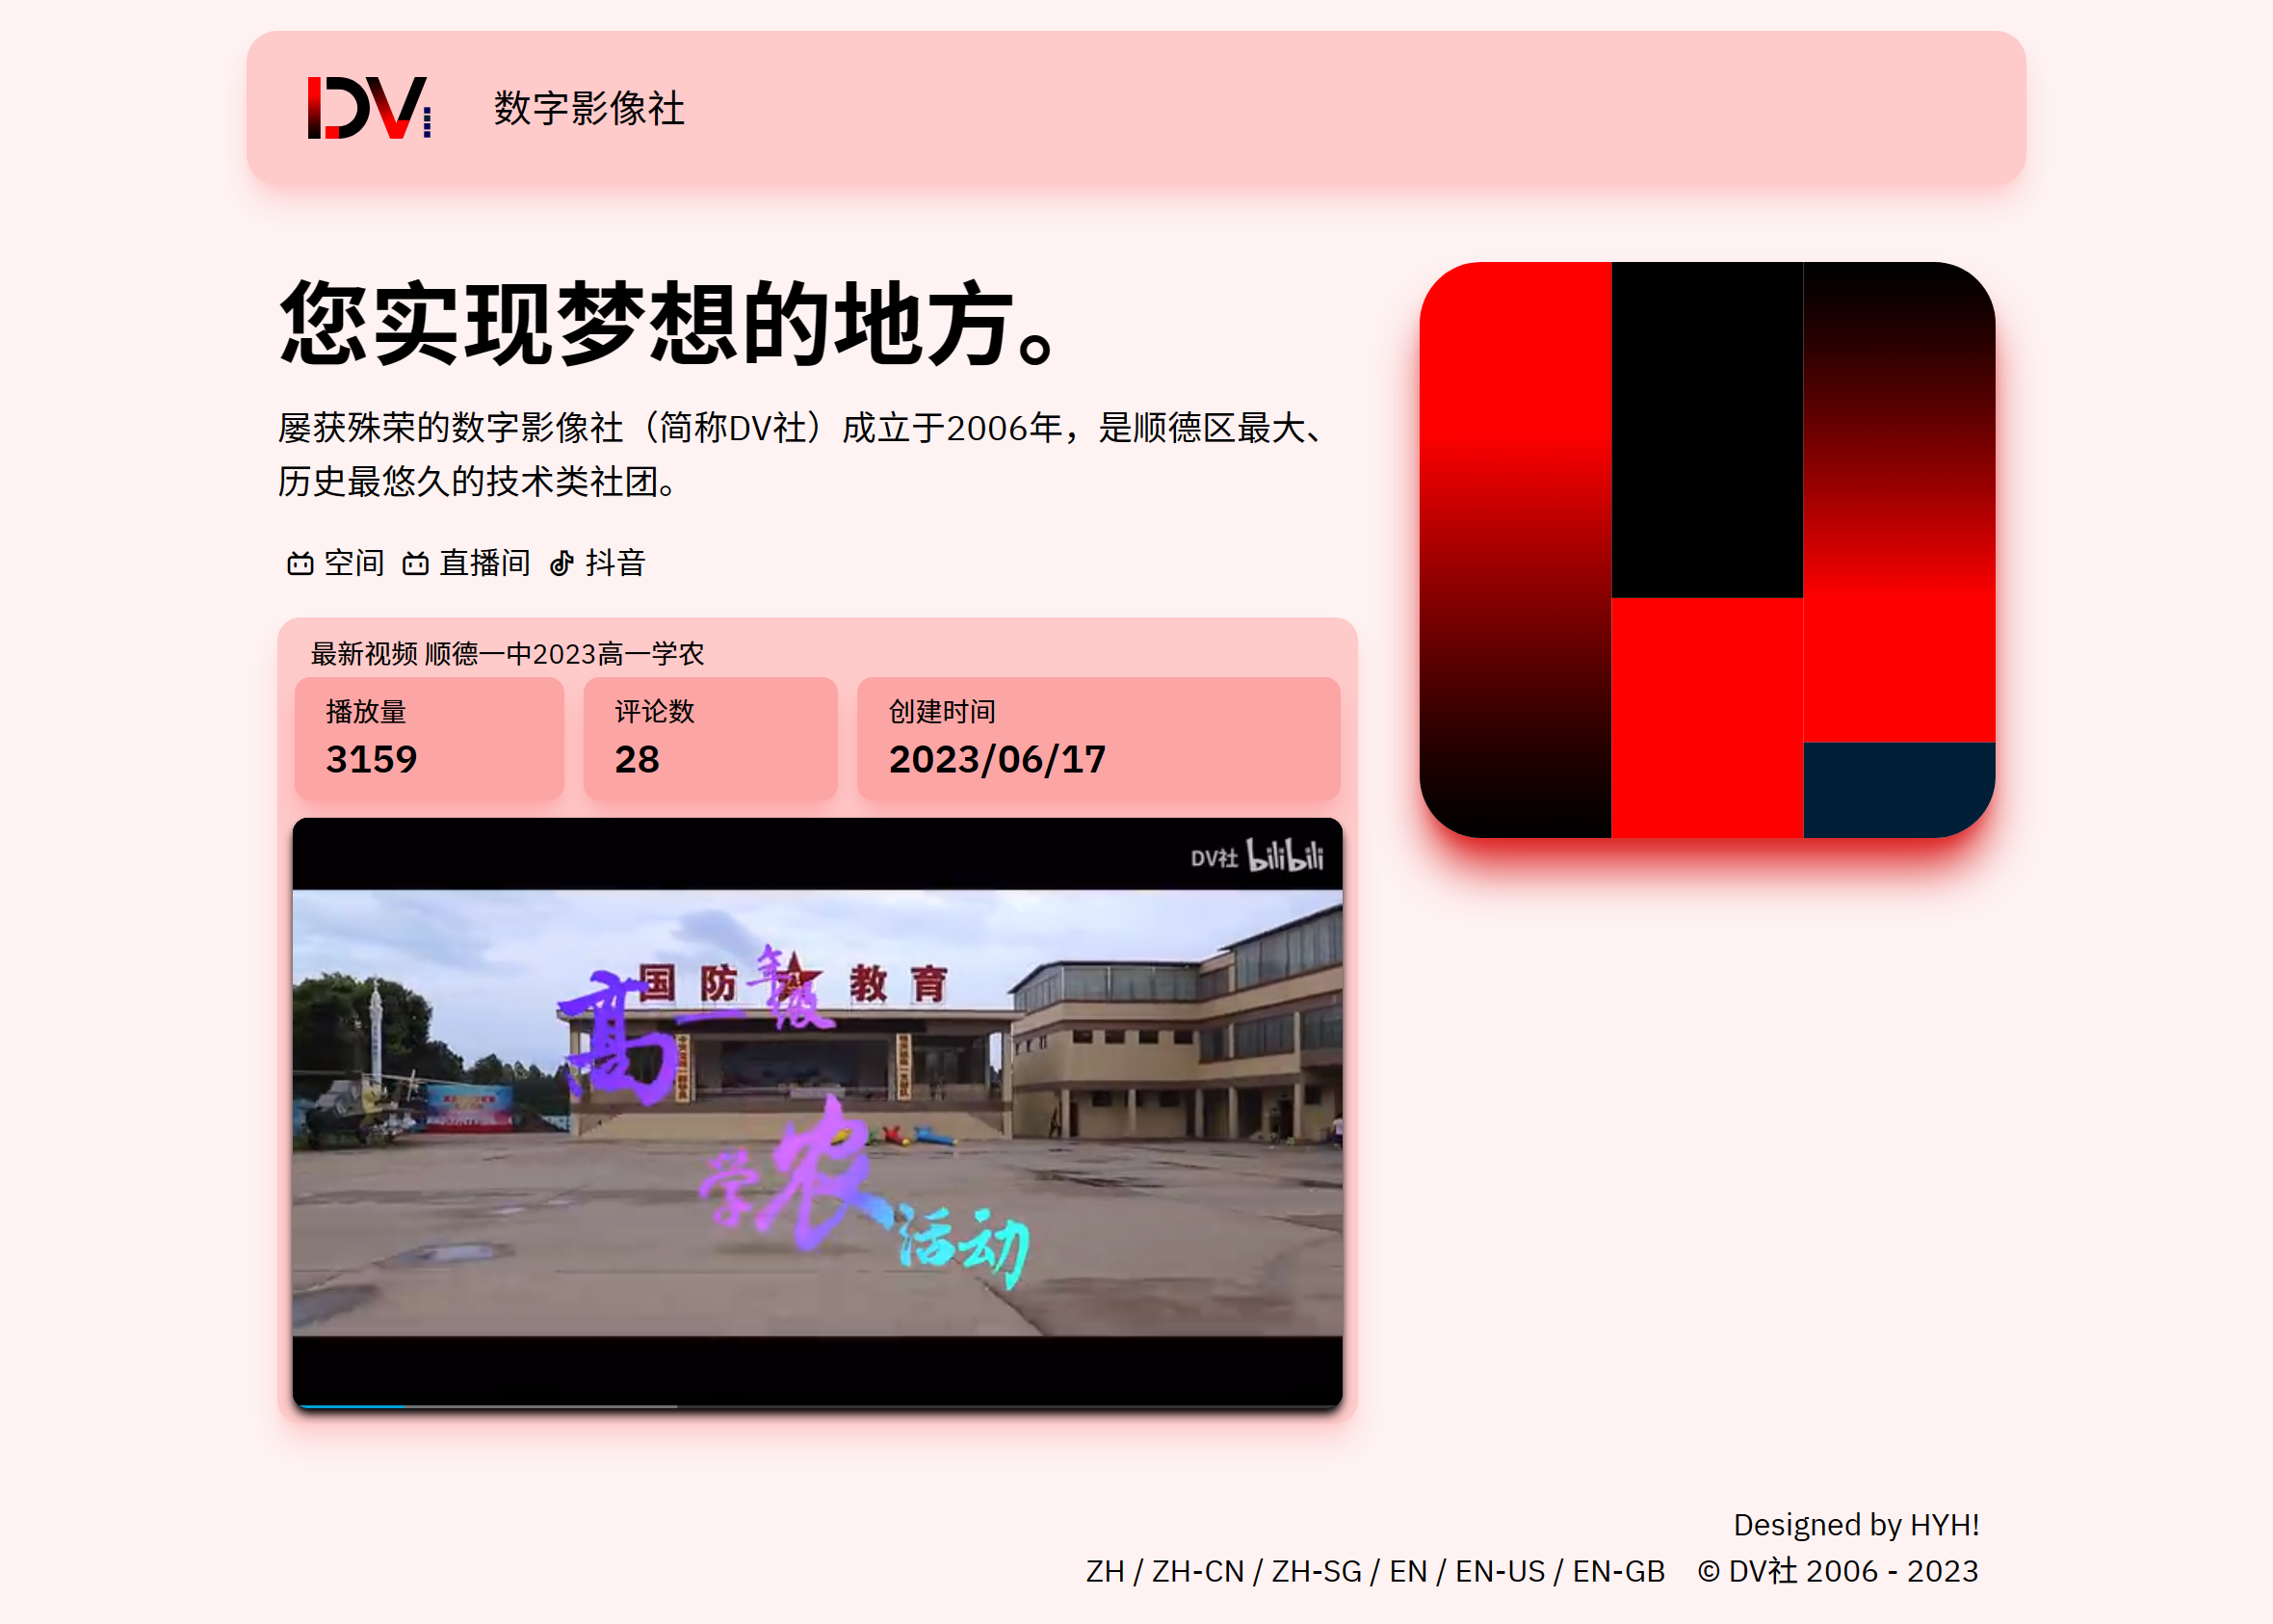 DV
数字影像社
您实现梦想的地方。
屡获殊荣的数字影像社（简称DV社）成立于2006年，是顺德区最大、
历史最悠久的技术类社团。
空间 直播间 抖音
最新视频 顺德一中2023高一学农
播放量 评论数 创建时间
3159 28 2023/06/17
DV社 bilibili
国防教育
高一年级
学农活动
Designed by HYH!
ZH / ZH-CN / ZH-SG / EN / EN-US / EN-GB © DV社 2006 - 2023